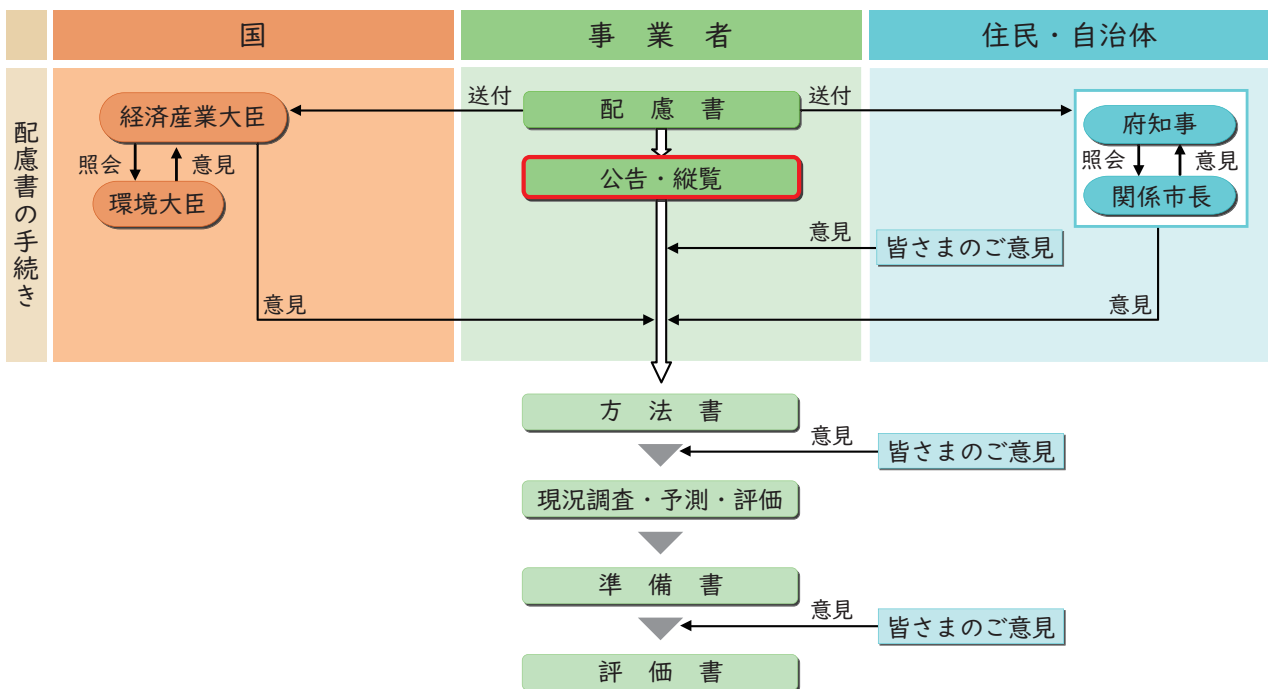 国
事業者
住民・自治体
配慮書の手続き
送付
配慮書
送付
経済産業大臣
府知事
照会
意見
公告・縦覧
照会
意見
環境大臣
関係市長
意見
皆さまのご意見
意見
意見
方法書
意見
皆さまのご意見
現況調査・予測・評価
準備書
意見
皆さまのご意見
評価書